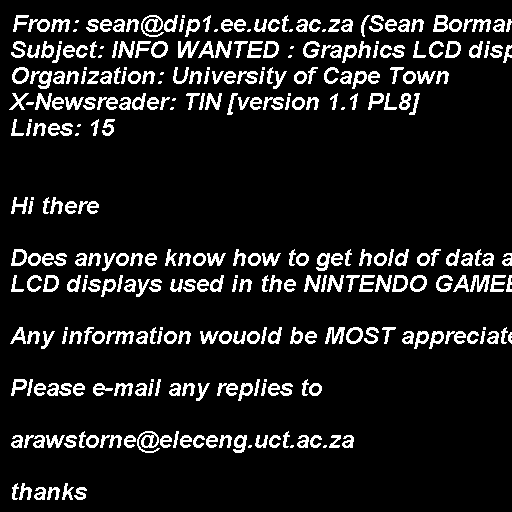 From: sean@dip1.ee.uct.ac.za (Sean Borman
Subject: INFO WANTED : Graphics LCD disp
Organization: University of Cape Town
X-Newsreader: TIN [version 1.1 PL8]
Lines: 15
Hi there
Does anyone know how to get hold of data a
LCD displays used in the NINTENDO GAMEB
Any information wouold be MOST appreciate
Please e-mail any replies to
arawstorne@eleceng.uct.ac.za
thanks